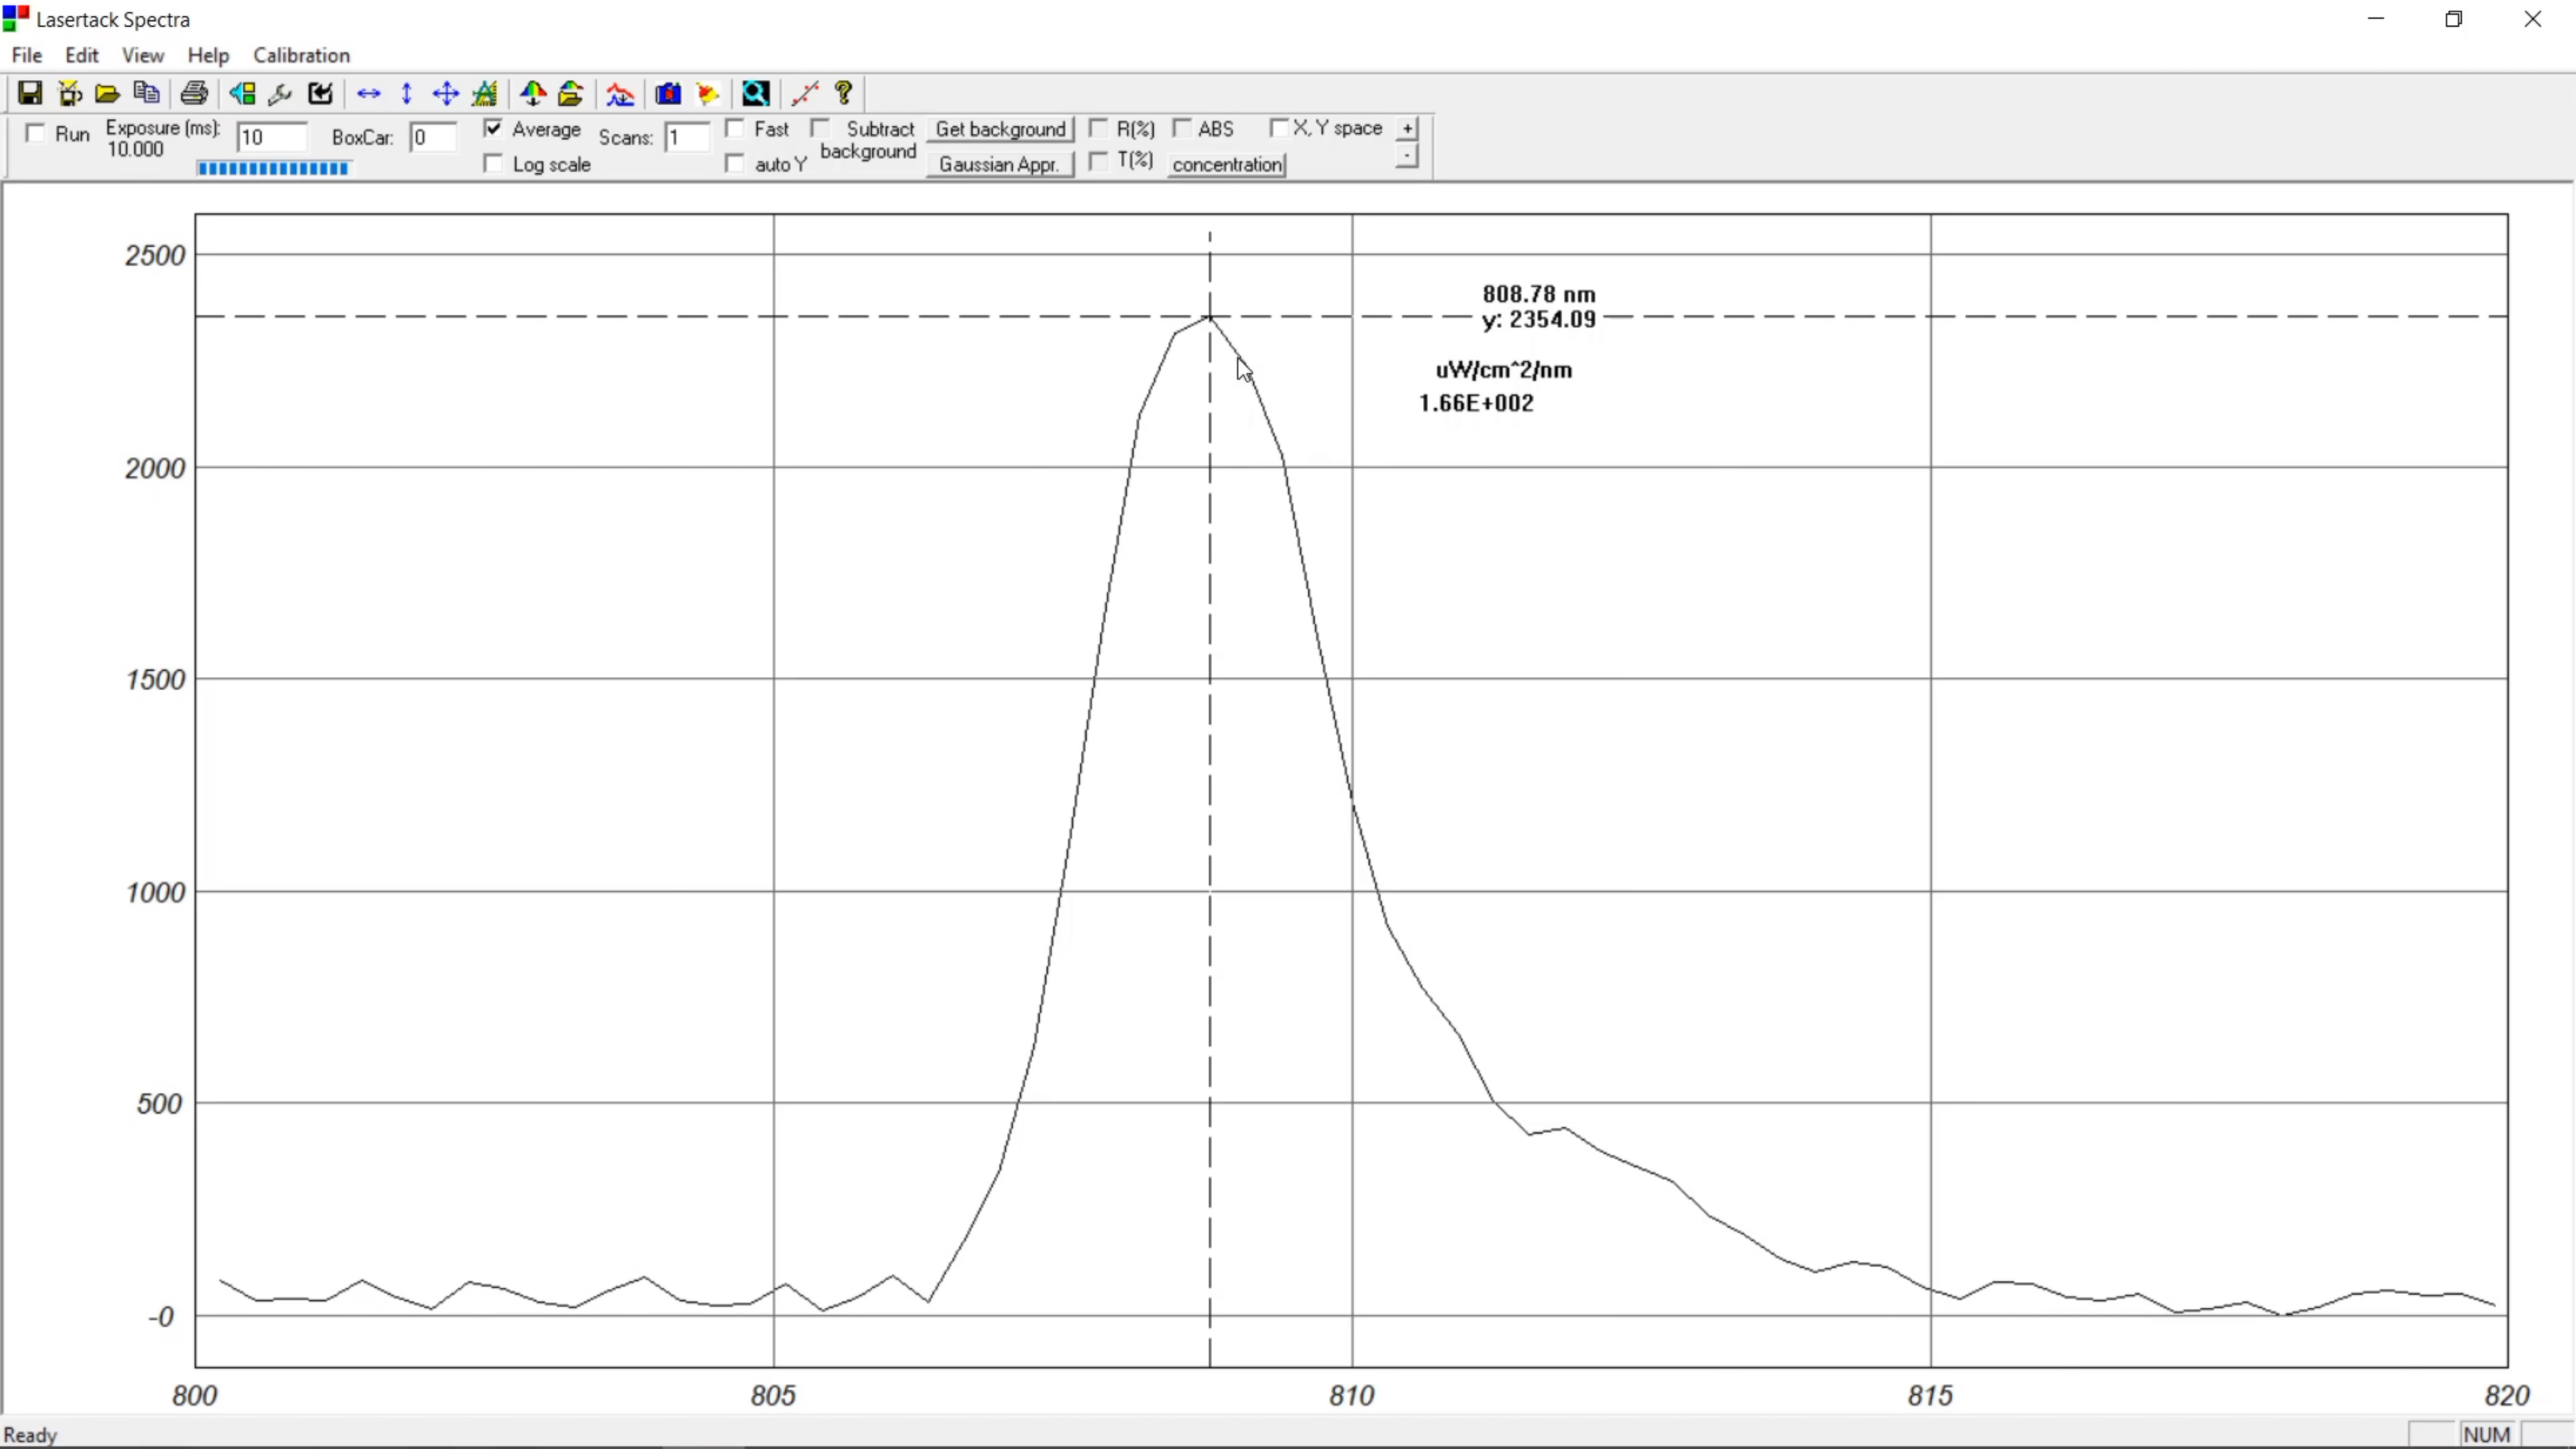 Lasertack Spectra
File Edit View Help Calibration
Run Exposure (ms): 10 BoxCar: 0 Average Scans: 1 Fast Subtract Get background R(%) ABS X, Y space +
10.000 Log scale auto Y background Gaussian Appr. T(%) concentration -
2500
808.78 nm
y: 2354.09
uW/cm^2/nm
1.66E+002
2000
1500
1000
500
-0
800 805 810 815 820
Ready NUM